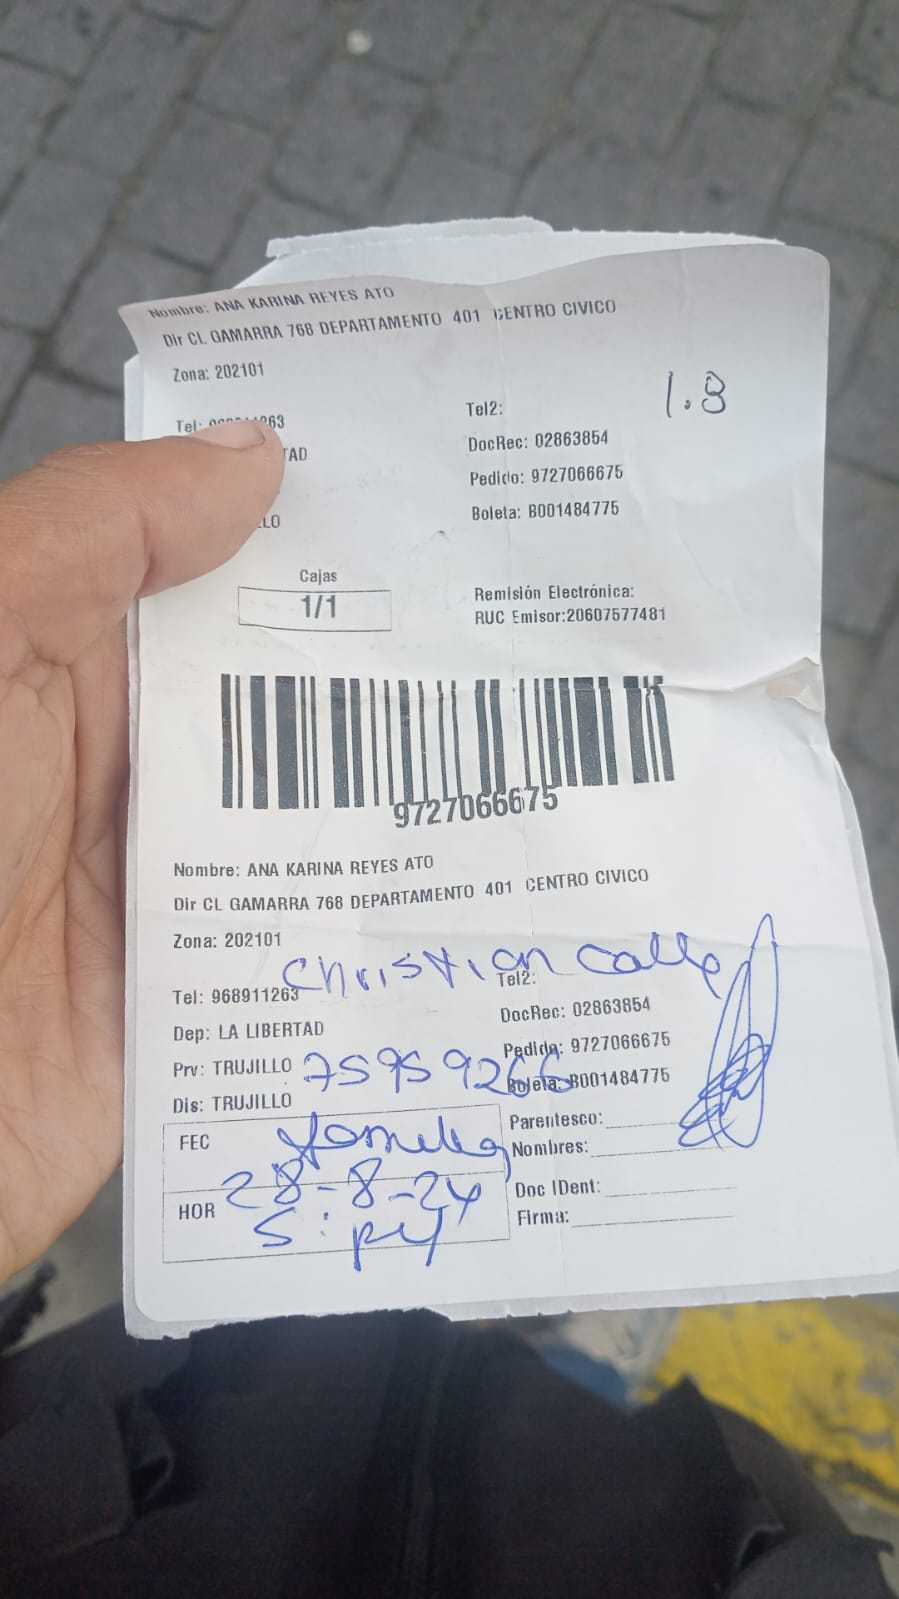 Nombre: ANA KARINA REYES ATO
Dir CL GAMARRA 768 DEPARTAMENTO 401 CENTRO CIVICO
Zona: 202101
1.8
Tel: 263
Tel2:
DocRec: 02863854
TAD
Pedido: 9727066675
LO
Boleta: B001484775
Cajas
1/1
Remisión Electrónica:
RUC Emisor:20607577481
9727066675
Nombre: ANA KARINA REYES ATO
Dir CL GAMARRA 768 DEPARTAMENTO 401 CENTRO CIVICO
Zona: 202101
Christian Calle
Tel: 968911263
Tel2:
DocRec: 02863854
Dep: LA LIBERTAD
Pedido: 9727066675
Prv: TRUJILLO
75959266
Boleta: B001484775
Dis: TRUJILLO
Parentesco:
FEC
Nombres:
28-8-24
Doc IDent:
HOR
Firma: